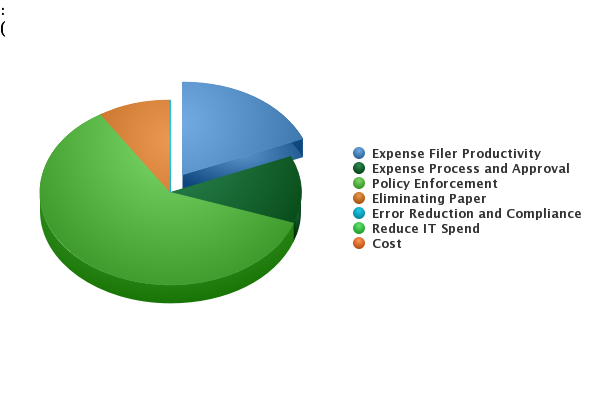 :
(
Expense Filer Productivity
Expense Process and Approval
Policy Enforcement
Eliminating Paper
Error Reduction and Compliance
Reduce IT Spend
Cost